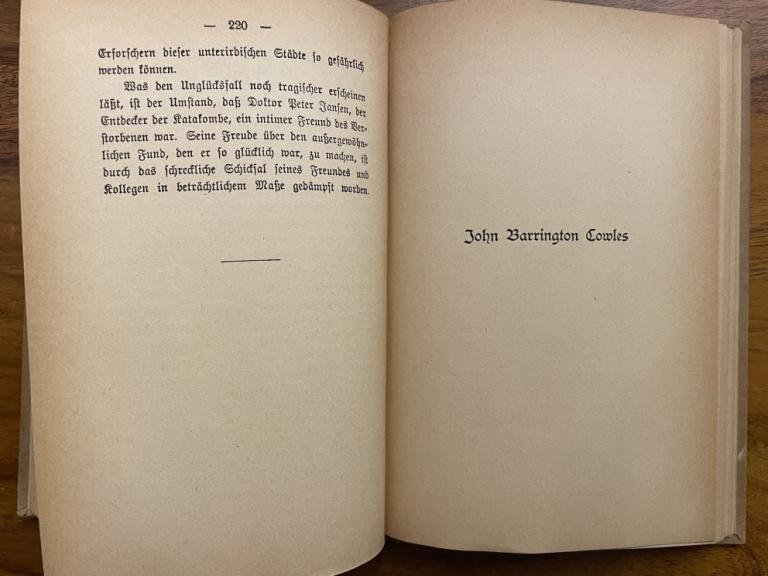 — 220 —
Erforschern dieser unterirdischen Städte so gefährlich
werden können.
Was den Unglücksfall noch tragischer erscheinen
läßt, ist der Umstand, daß Doktor Peter Jansen, der
Entdecker der Katakombe, ein intimer Freund des Ver-
storbenen war. Seine Freude über den außergewöhn-
lichen Fund, den er so glücklich war, zu machen, ist
durch das schreckliche Schicksal seines Freundes und
Kollegen in beträchtlichem Maße gedämpft worden.
John Barrington Cowles